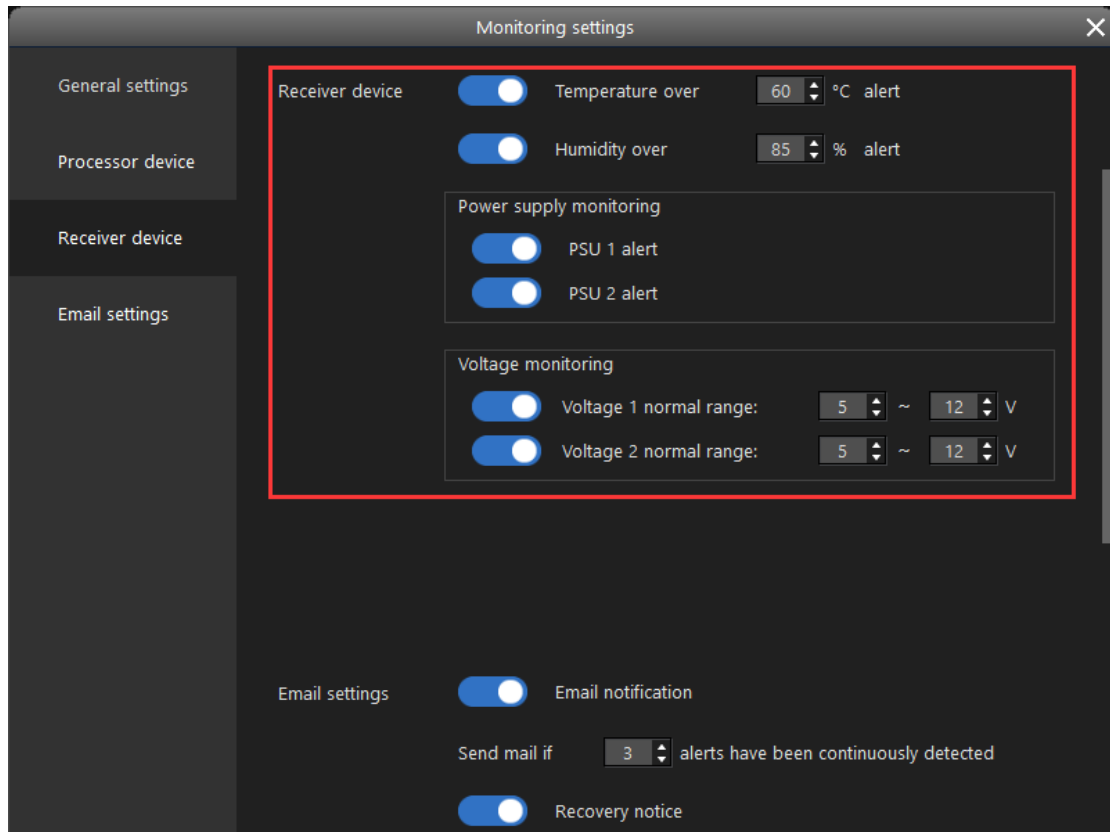 Monitoring settings
General settings
Processor device
Receiver device
Email settings
Receiver device Temperature over 60 °C alert
Humidity over 85 % alert
Power supply monitoring
PSU 1 alert
PSU 2 alert
Voltage monitoring
Voltage 1 normal range: 5 ~ 12 V
Voltage 2 normal range: 5 ~ 12 V
Email settings Email notification
Send mail if 3 alerts have been continuously detected
Recovery notice